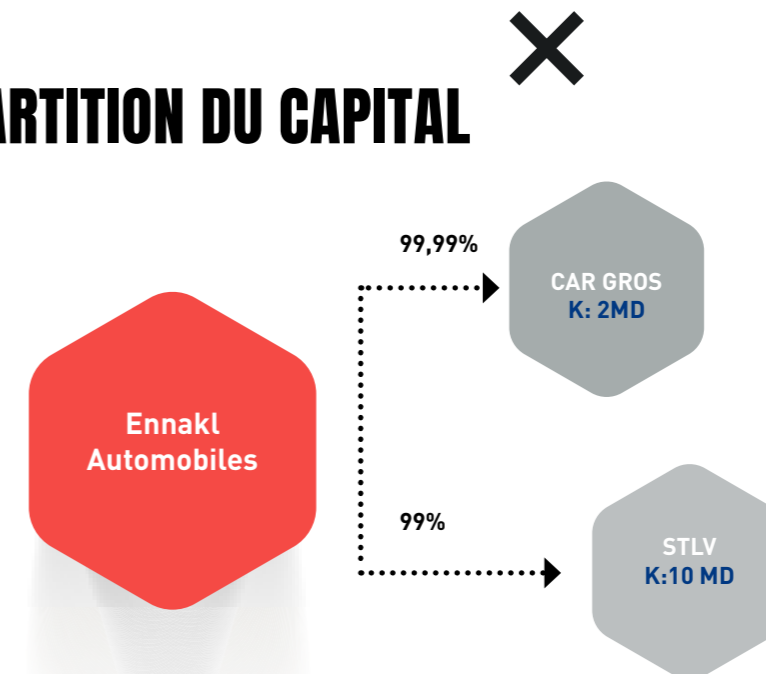 ARTITION DU CAPITAL
99,99%
CAR GROS
K: 2MD
Ennakl
Automobiles
99%
STLV
K:10 MD